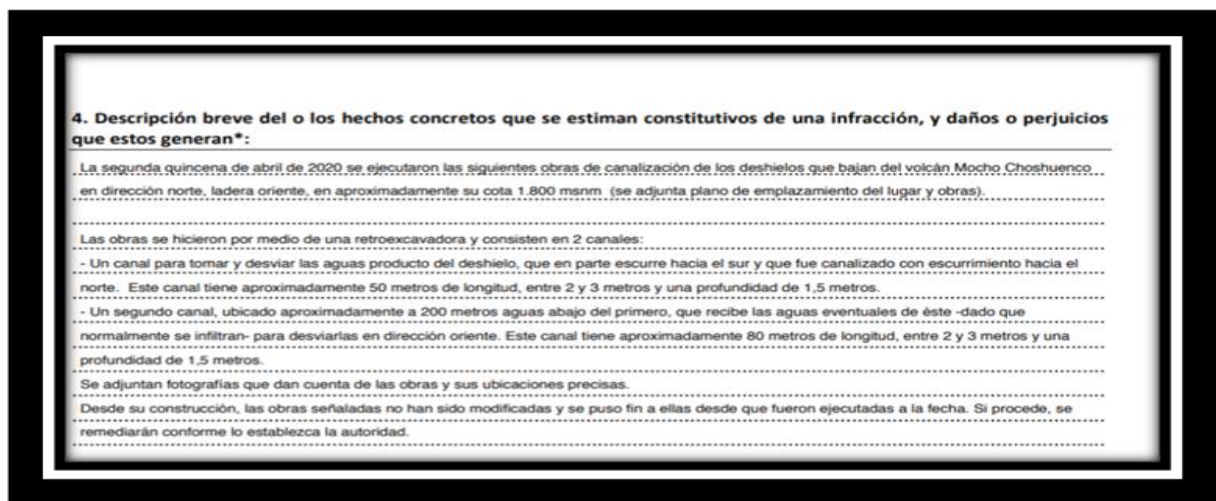 4. Descripción breve del o los hechos concretos que se estiman constitutivos de una infracción, y daños o perjuicios
que estos generan*:
La segunda quincena de abril de 2020 se ejecutaron las siguientes obras de canalización de los deshielos que bajan del volcán Mocho Choshuenco
en dirección norte, ladera oriente, en aproximadamente su cota 1.800 msnm (se adjunta plano de emplazamiento del lugar y obras).
Las obras se hicieron por medio de una retroexcavadora y consisten en 2 canales:
- Un canal para tomar y desviar las aguas producto del deshielo, que en parte escurre hacia el sur y que fue canalizado con escurrimiento hacia el
norte. Este canal tiene aproximadamente 50 metros de longitud, entre 2 y 3 metros y una profundidad de 1,5 metros.
- Un segundo canal, ubicado aproximadamente a 200 metros aguas abajo del primero, que recibe las aguas eventuales de éste -dado que
normalmente se infiltran- para desviarlas en dirección oriente. Este canal tiene aproximadamente 80 metros de longitud, entre 2 y 3 metros y una
profundidad de 1,5 metros.
Se adjuntan fotografías que dan cuenta de las obras y sus ubicaciones precisas.
Desde su construcción, las obras señaladas no han sido modificadas y se puso fin a ellas desde que fueron ejecutadas a la fecha. Si procede, se
remediarán conforme lo establezca la autoridad.